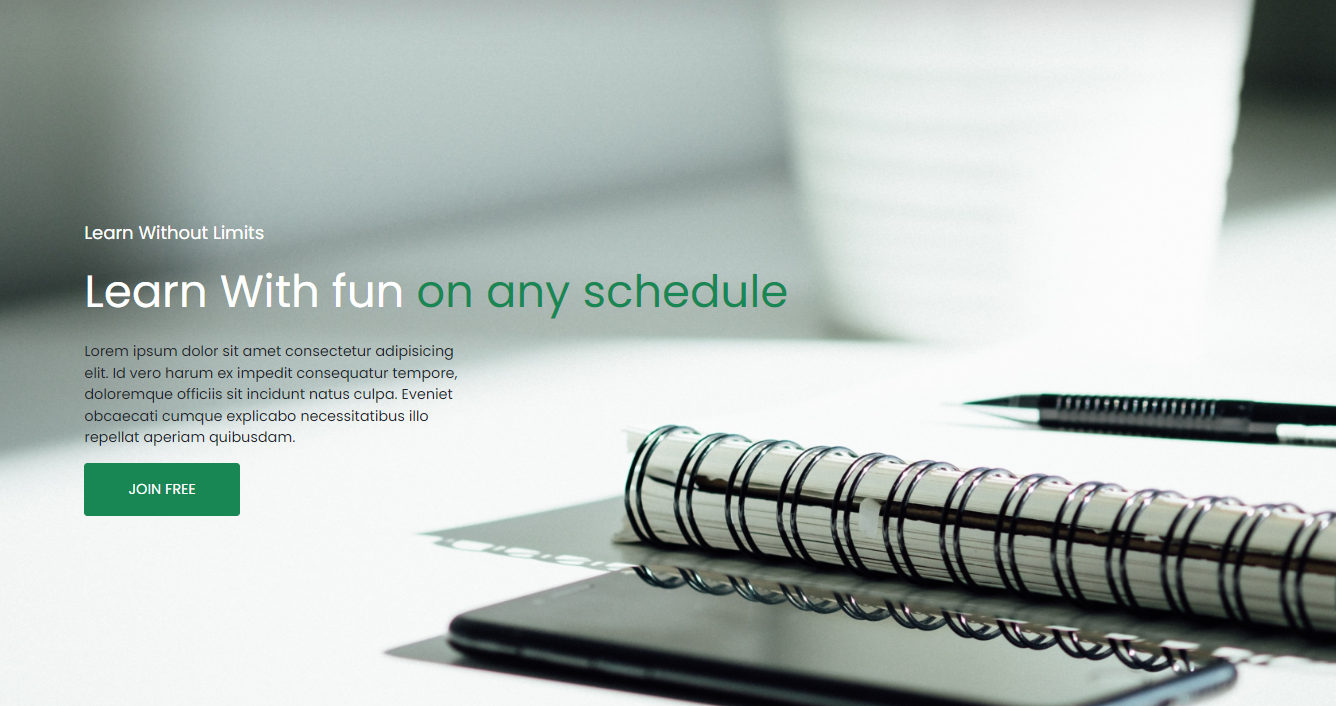 Learn Without Limits
Learn With fun on any schedule
Lorem ipsum dolor sit amet consectetur adipisicing
elit. Id vero harum ex impedit consequatur tempore,
doloremque officiis sit incidunt natus culpa. Eveniet
obcaecati cumque explicabo necessitatibus illo
repellat aperiam quibusdam.
JOIN FREE